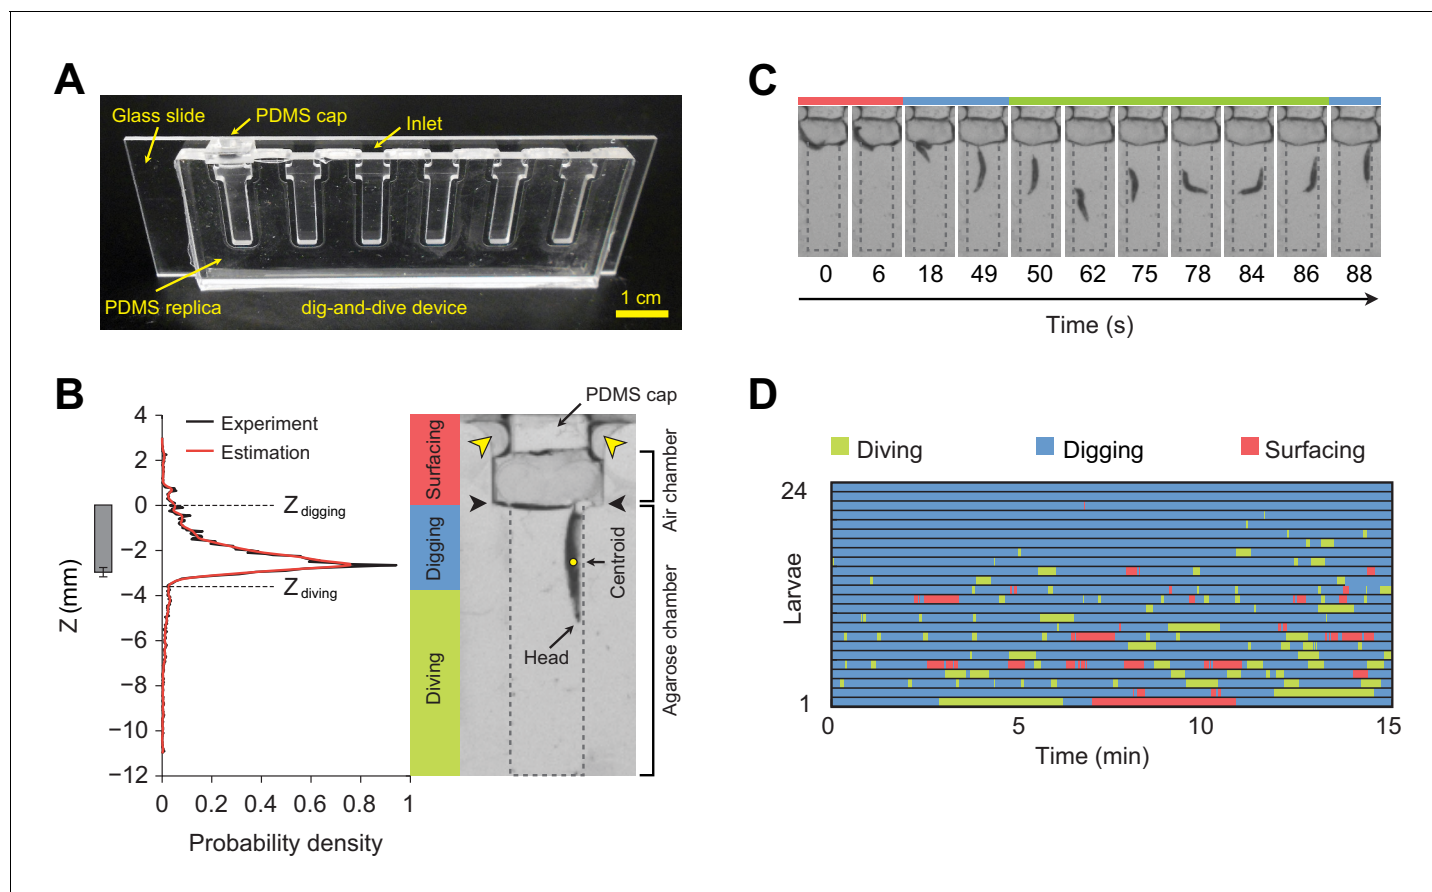 A
Glass slide
PDMS cap
Inlet
PDMS replica
dig-and-dive device
1 cm
B
Experiment
Estimation
4
2
0
−2
−4
−6
−8
−10
−12
Z (mm)
Z digging
Z diving
0 0.2 0.4 0.6 0.8 1
Probability density
Surfacing
Digging
Diving
PDMS cap
Centroid
Head
Air chamber
Agarose chamber
C
0 6 18 49 50 62 75 78 84 86 88
Time (s)
D
Diving Digging Surfacing
24
Larvae
1
0 5 10 15
Time (min)